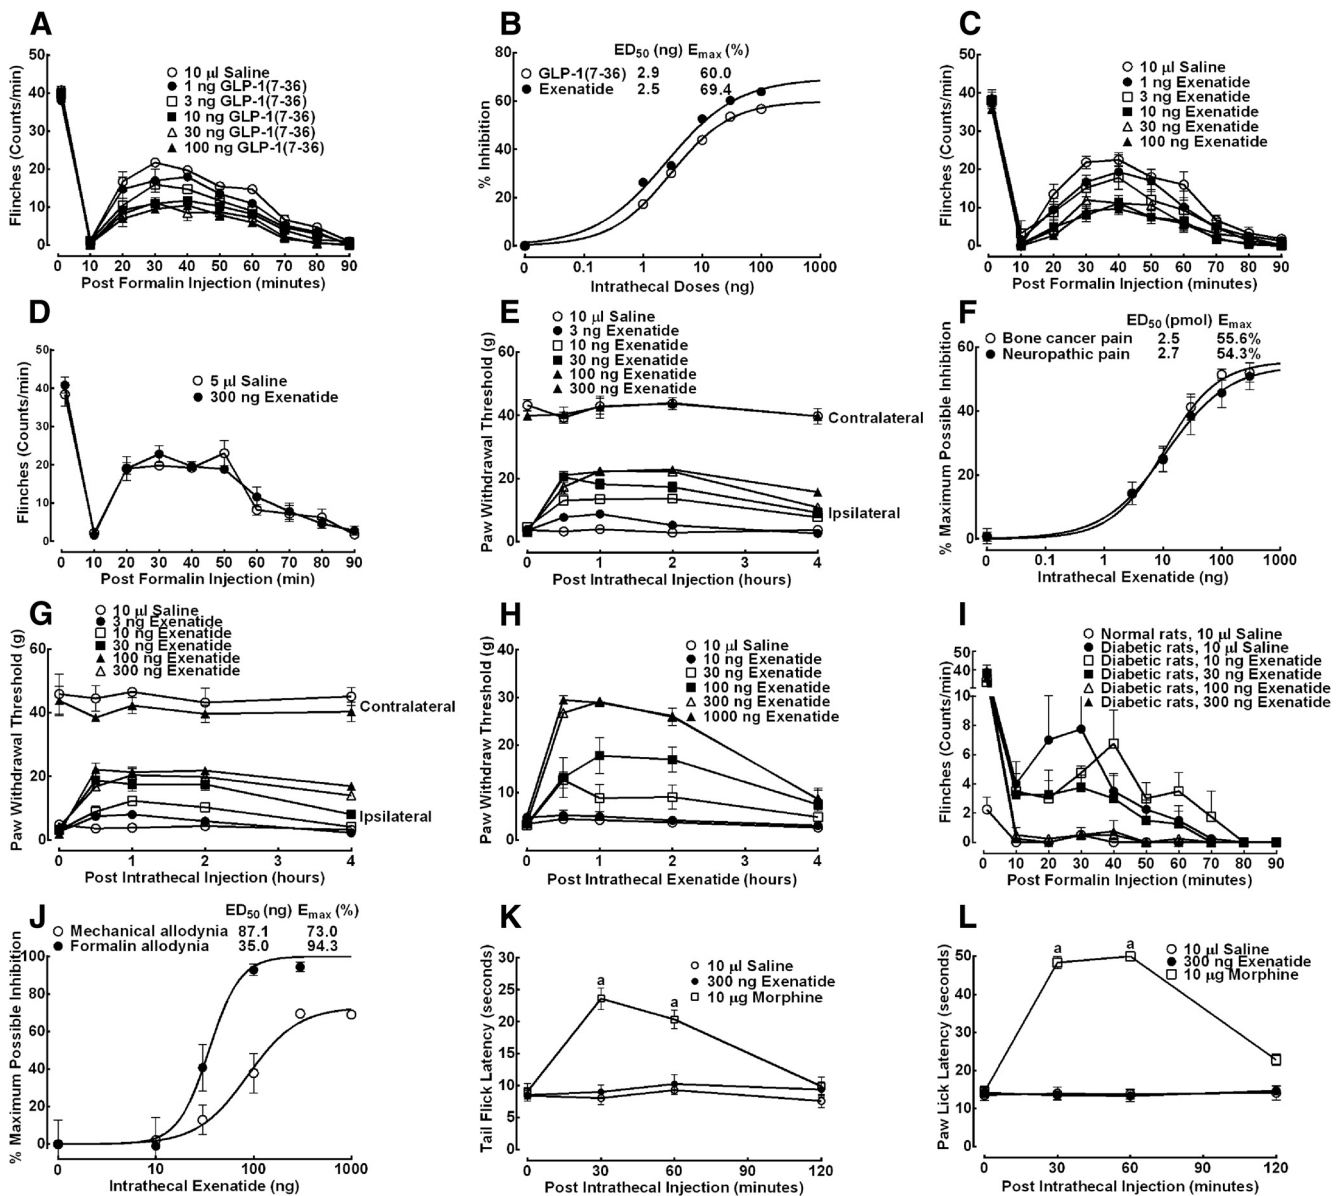 A
Flinches (Counts/min)
50
40
30
20
10
0
10 µl Saline
1 ng GLP-1(7-36)
3 ng GLP-1(7-36)
10 ng GLP-1(7-36)
30 ng GLP-1(7-36)
100 ng GLP-1(7-36)
0 10 20 30 40 50 60 70 80 90
Post Formalin Injection (minutes)
B
% Inhibition
80
60
40
20
0
ED50 (ng) Emax (%)
GLP-1(7-36) 2.9 60.0
Exenatide 2.5 69.4
0 0.1 1 10 100 1000
Intrathecal Doses (ng)
C
Flinches (Counts/min)
50
40
30
20
10
0
10 µl Saline
1 ng Exenatide
3 ng Exenatide
10 ng Exenatide
30 ng Exenatide
100 ng Exenatide
0 10 20 30 40 50 60 70 80 90
Post Formalin Injection (minutes)
D
Flinches (Counts/min)
50
40
30
20
10
0
5 µl Saline
300 ng Exenatide
0 10 20 30 40 50 60 70 80 90
Post Formalin Injection (min)
E
Paw Withdrawal Threshold (g)
60
40
20
0
10 µl Saline
3 ng Exenatide
10 ng Exenatide
30 ng Exenatide
100 ng Exenatide
300 ng Exenatide
Contralateral
Ipsilateral
0 1 2 3 4
Post Intrathecal Injection (hours)
F
% Maximum Possible Inhibition
60
40
20
0
ED50 (pmol) Emax
Bone cancer pain 2.5 55.6%
Neuropathic pain 2.7 54.3%
0 0.1 1 10 100 1000
Intrathecal Exenatide (ng)
G
Paw Withdrawal Threshold (g)
60
40
20
0
10 µl Saline
3 ng Exenatide
10 ng Exenatide
30 ng Exenatide
100 ng Exenatide
300 ng Exenatide
Contralateral
Ipsilateral
0 1 2 3 4
Post Intrathecal Injection (hours)
H
Paw Withdraw Threshold (g)
40
30
20
10
0
10 µl Saline
10 ng Exenatide
30 ng Exenatide
100 ng Exenatide
300 ng Exenatide
1000 ng Exenatide
0 1 2 3 4
Post Intrathecal Exenatide (hours)
I
Flinches (Counts/min)
50
40
10
8
6
4
2
0
Normal rats, 10 µl Saline
Diabetic rats, 10 µl Saline
Diabetic rats, 10 ng Exenatide
Diabetic rats, 30 ng Exenatide
Diabetic rats, 100 ng Exenatide
Diabetic rats, 300 ng Exenatide
0 10 20 30 40 50 60 70 80 90
Post Formalin Injection (minutes)
J
% Maximum Possible Inhibition
100
80
60
40
20
0
ED50 (ng) Emax (%)
Mechanical allodynia 87.1 73.0
Formalin allodynia 35.0 94.3
0 10 100 1000
Intrathecal Exenatide (ng)
K
Tail Flick Latency (seconds)
30
25
20
15
10
5
0
10 µl Saline
300 ng Exenatide
10 µg Morphine
a
a
0 30 60 90 120
Post Intrathecal Injection (minutes)
L
Paw Lick Latency (seconds)
50
40
30
20
10
0
10 µl Saline
300 ng Exenatide
10 µg Morphine
a
a
0 30 60 90 120
Post Intrathecal Injection (minutes)